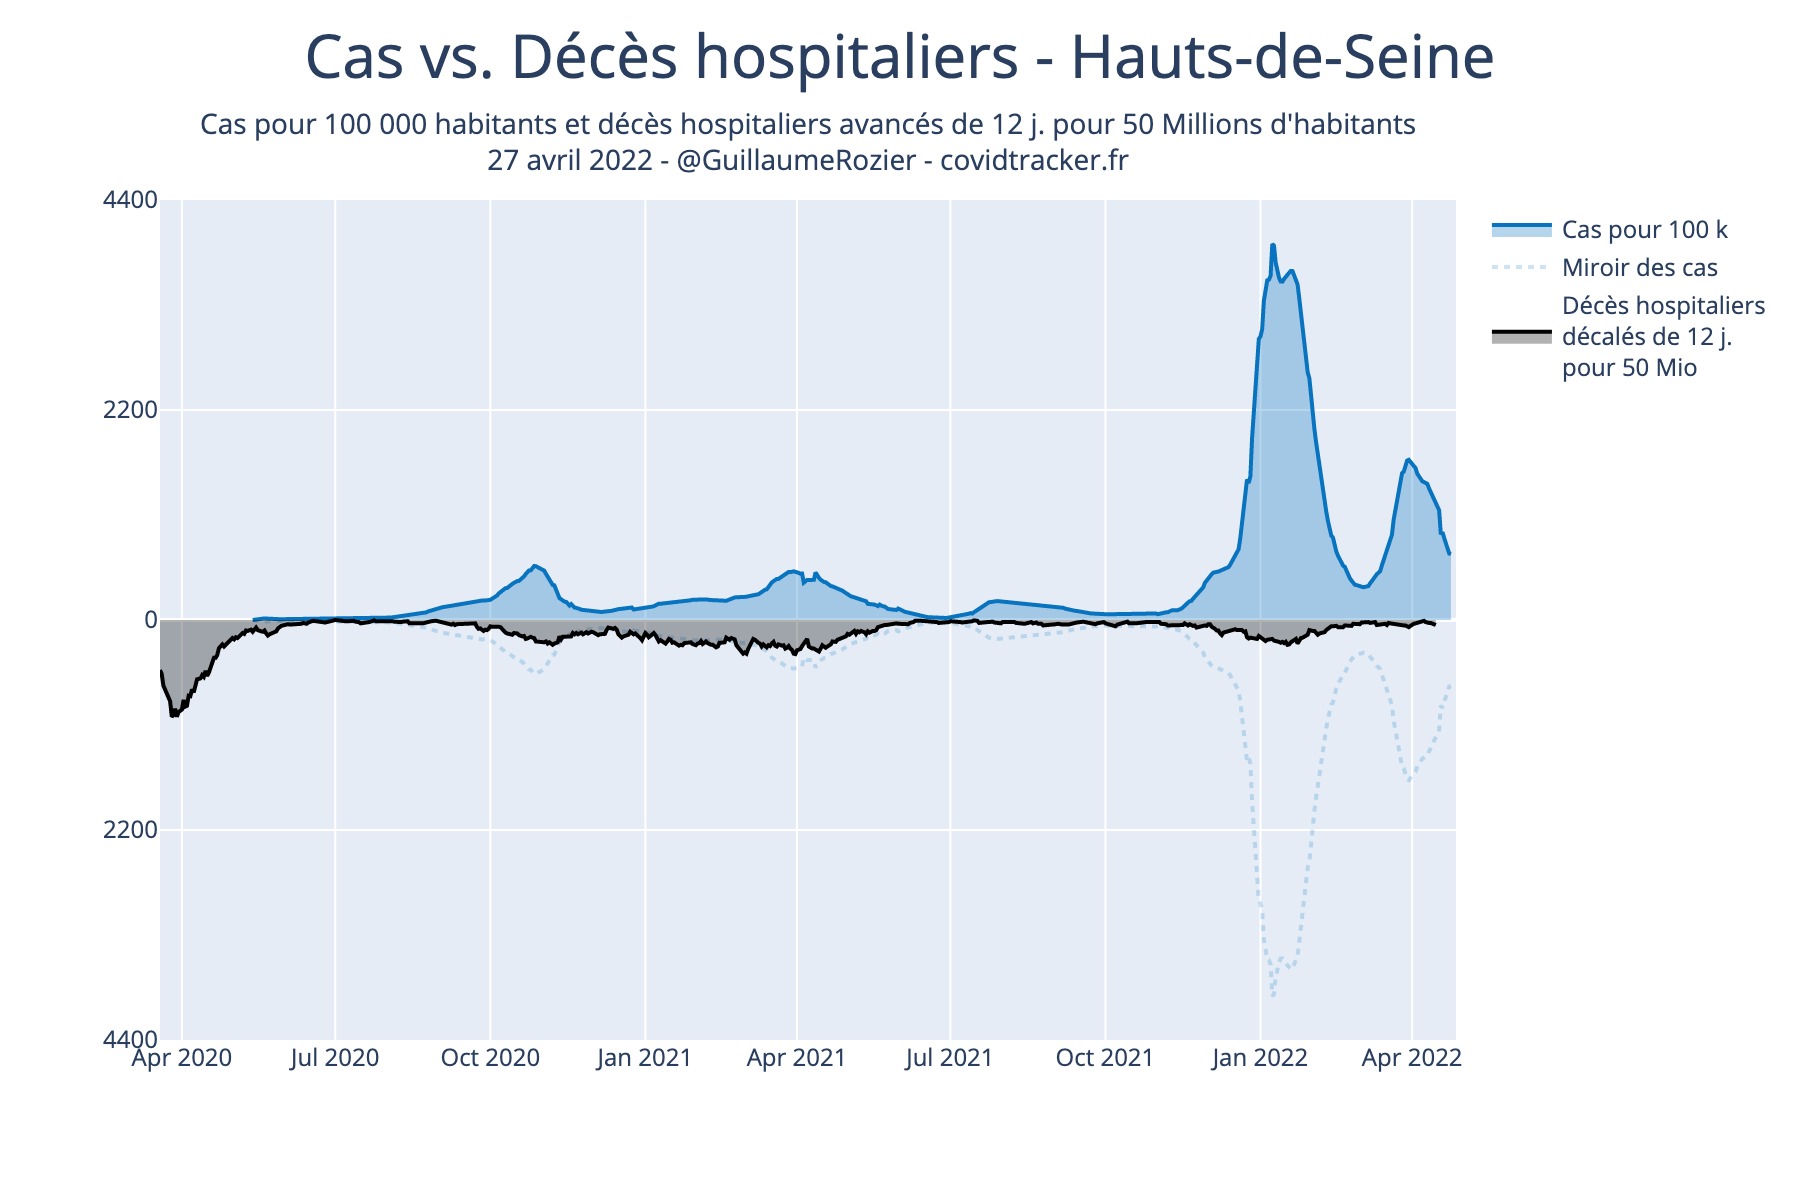 Cas vs. Décès hospitaliers - Hauts-de-Seine
Cas pour 100 000 habitants et décès hospitaliers avancés de 12 j. pour 50 Millions d'habitants
27 avril 2022 - @GuillaumeRozier - covidtracker.fr
4400
2200
0
2200
4400
Apr 2020
Jul 2020
Oct 2020
Jan 2021
Apr 2021
Jul 2021
Oct 2021
Jan 2022
Apr 2022
Cas pour 100 k
Miroir des cas
Décès hospitaliers
décalés de 12 j.
pour 50 Mio